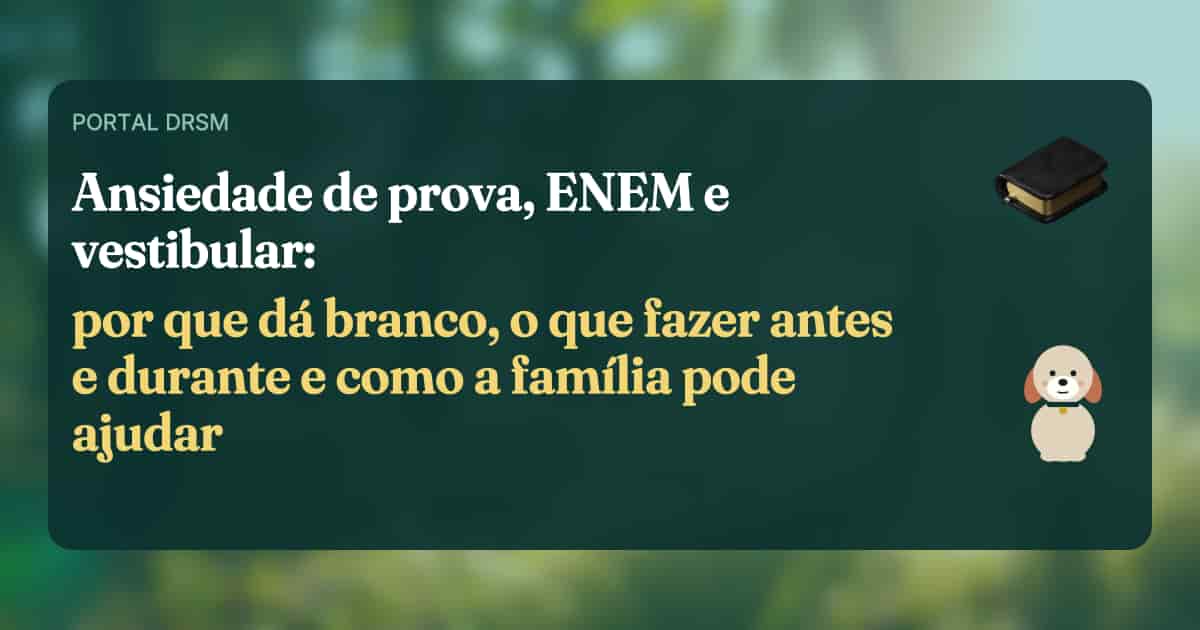 PORTAL DRSM
Ansiedade de prova, ENEM e
vestibular:
por que dá branco, o que fazer antes
e durante e como a família pode
ajudar